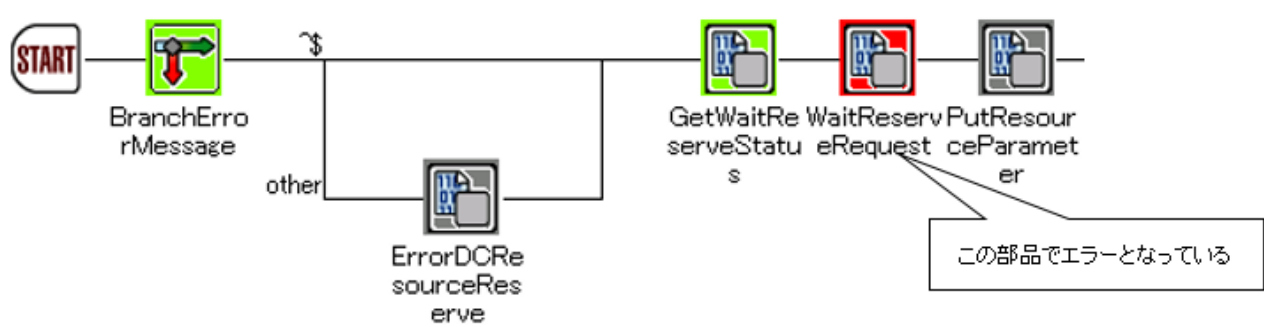 START
^$
BranchErro
rMessage
other
ErrorDCRe
sourceRes
erve
GetWaitRe
serveStatu
s
WaitReserv
eRequest
PutResour
ceParamet
er
この部品でエラーとなっている